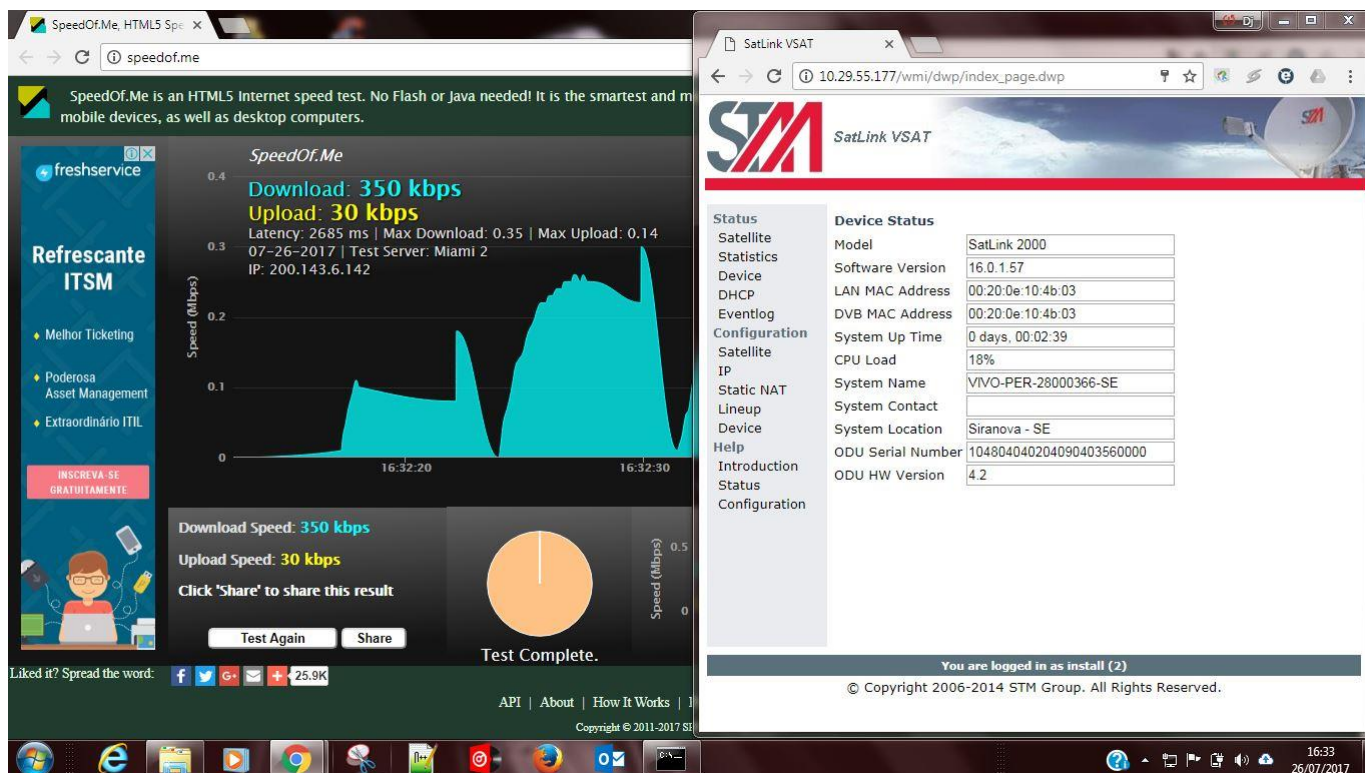 SpeedOf.Me, HTML5 Spe
speedof.me
SpeedOf.Me is an HTML5 Internet speed test. No Flash or Java needed! It is the smartest and m
mobile devices, as well as desktop computers.
freshservice
Refrescante
ITSM
Melhor Ticketing
Poderosa
Asset Management
Extraordinário ITIL
INSCREVA-SE
GRATUITAMENTE
SpeedOf.Me
Download: 350 kbps
Upload: 30 kbps
Latency: 2685 ms | Max Download: 0.35 | Max Upload: 0.14
07-26-2017 | Test Server: Miami 2
IP: 200.143.6.142
Speed (Mbps)
0.4
0.3
0.2
0.1
0
16:32:20
16:32:30
Download Speed: 350 kbps
Upload Speed: 30 kbps
Click 'Share' to share this result
Test Again
Share
Test Complete.
Speed (Mbps)
0.5
0
Liked it? Spread the word:
25.9K
API | About | How It Works |
Copyright © 2011-2017
Dj
SatLink VSAT
10.29.55.177/wmi/dwp/index_page.dwp
STM
SatLink VSAT
STM
Status
Satellite
Statistics
Device
DHCP
Eventlog
Configuration
Satellite
IP
Static NAT
Lineup
Device
Help
Introduction
Status
Configuration
Device Status
Model SatLink 2000
Software Version 16.0.1.57
LAN MAC Address 00:20:0e:10:4b:03
DVB MAC Address 00:20:0e:10:4b:03
System Up Time 0 days, 00:02:39
CPU Load 18%
System Name VIVO-PER-28000366-SE
System Contact
System Location Siranova - SE
ODU Serial Number 104804040204090403560000
ODU HW Version 4.2
You are logged in as install (2)
© Copyright 2006-2014 STM Group. All Rights Reserved.
16:33
26/07/2017